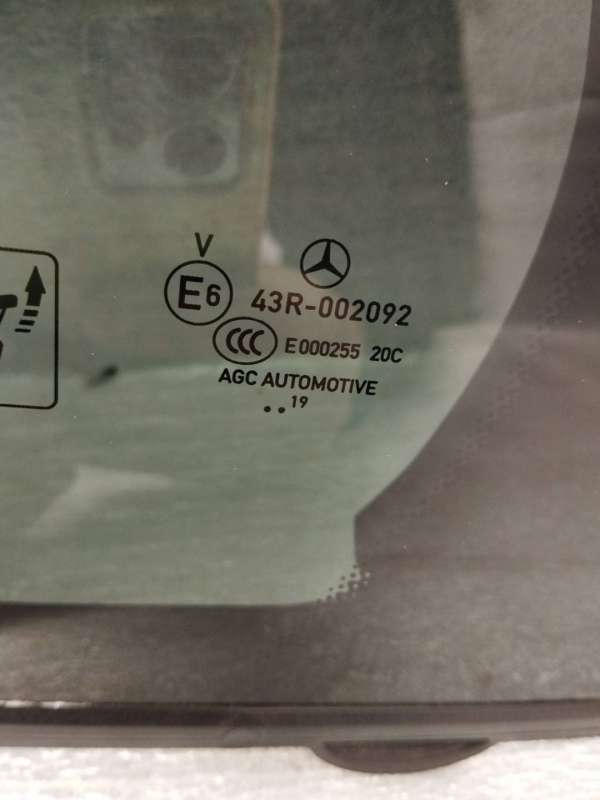 V
E6 43R-002092
CCC E000255 20C
AGC AUTOMOTIVE
.. 19